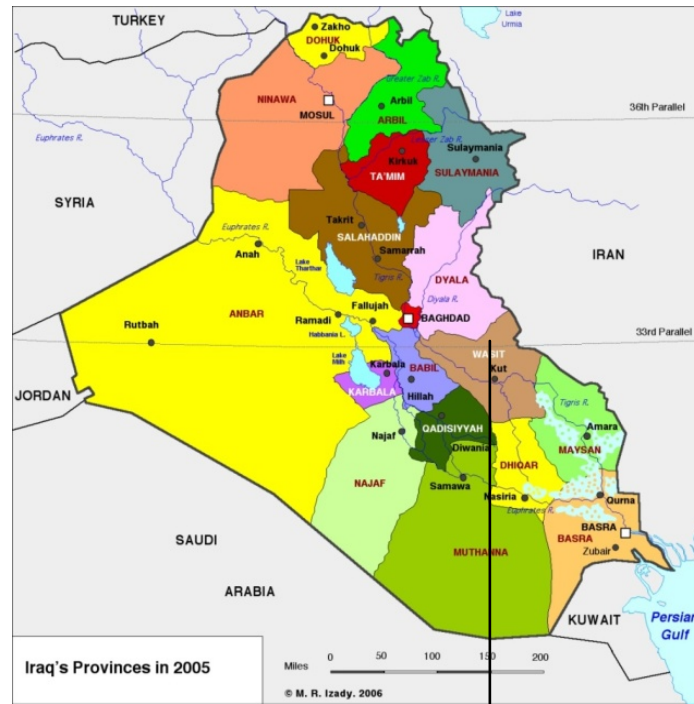 TURKEY
Lake
Urmia
Zakho
DOHUK
Dohuk
Greater Zab R.
NINAWA
MOSUL
Arbil
ARBIL
36th Parallel
Euphrates R.
Lesser Zab R.
Kirkuk
TA'MIM
Sulaymania
SULAYMANIA
SYRIA
Takrit
SALAHADDIN
Samarrah
Euphrates R.
Anah
Lake
Tharthar
Tigris R.
IRAN
DYALA
Diyala R.
ANBAR
Fallujah
Ramadi
BAGHDAD
Rutbah
Habbania L.
33rd Parallel
WASIT
Lake
Milh
Karbala
KARBALA
BABIL
Hillah
Kut
JORDAN
Tigris R.
QADISIYYAH
Najaf
Diwania
Amara
MAYSAN
DHIQAR
NAJAF
Samawa
Nasiria
Euphrates R.
Qurna
BASRA
BASRA
Zubair
SAUDI
ARABIA
MUTHANNA
KUWAIT
Persian
Gulf
Iraq's Provinces in 2005
Miles
0 50 100 150 200
© M. R. Izady, 2006